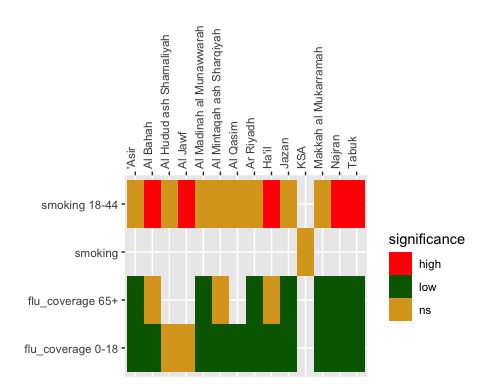 'Asir
Al Bahah
Al Hudud ash Shamaliyah
Al Jawf
Al Madinah al Munawwarah
Al Mintaqah ash Sharqiyah
Al Qasim
Ar Riyadh
Ha'il
Jazan
KSA
Makkah al Mukarramah
Najran
Tabuk
smoking 18-44
smoking
flu_coverage 65+
flu_coverage 0-18
significance
high
low
ns